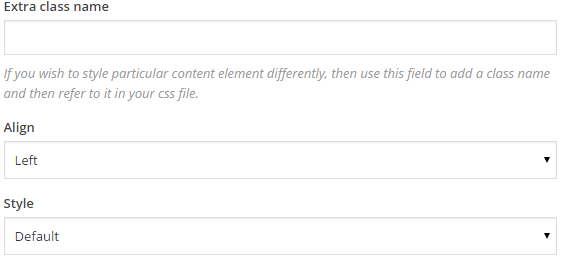 Extra class name
If you wish to style particular content element differently, then use this field to add a class name
and then refer to it in your css file.
Align
Left
Style
Default